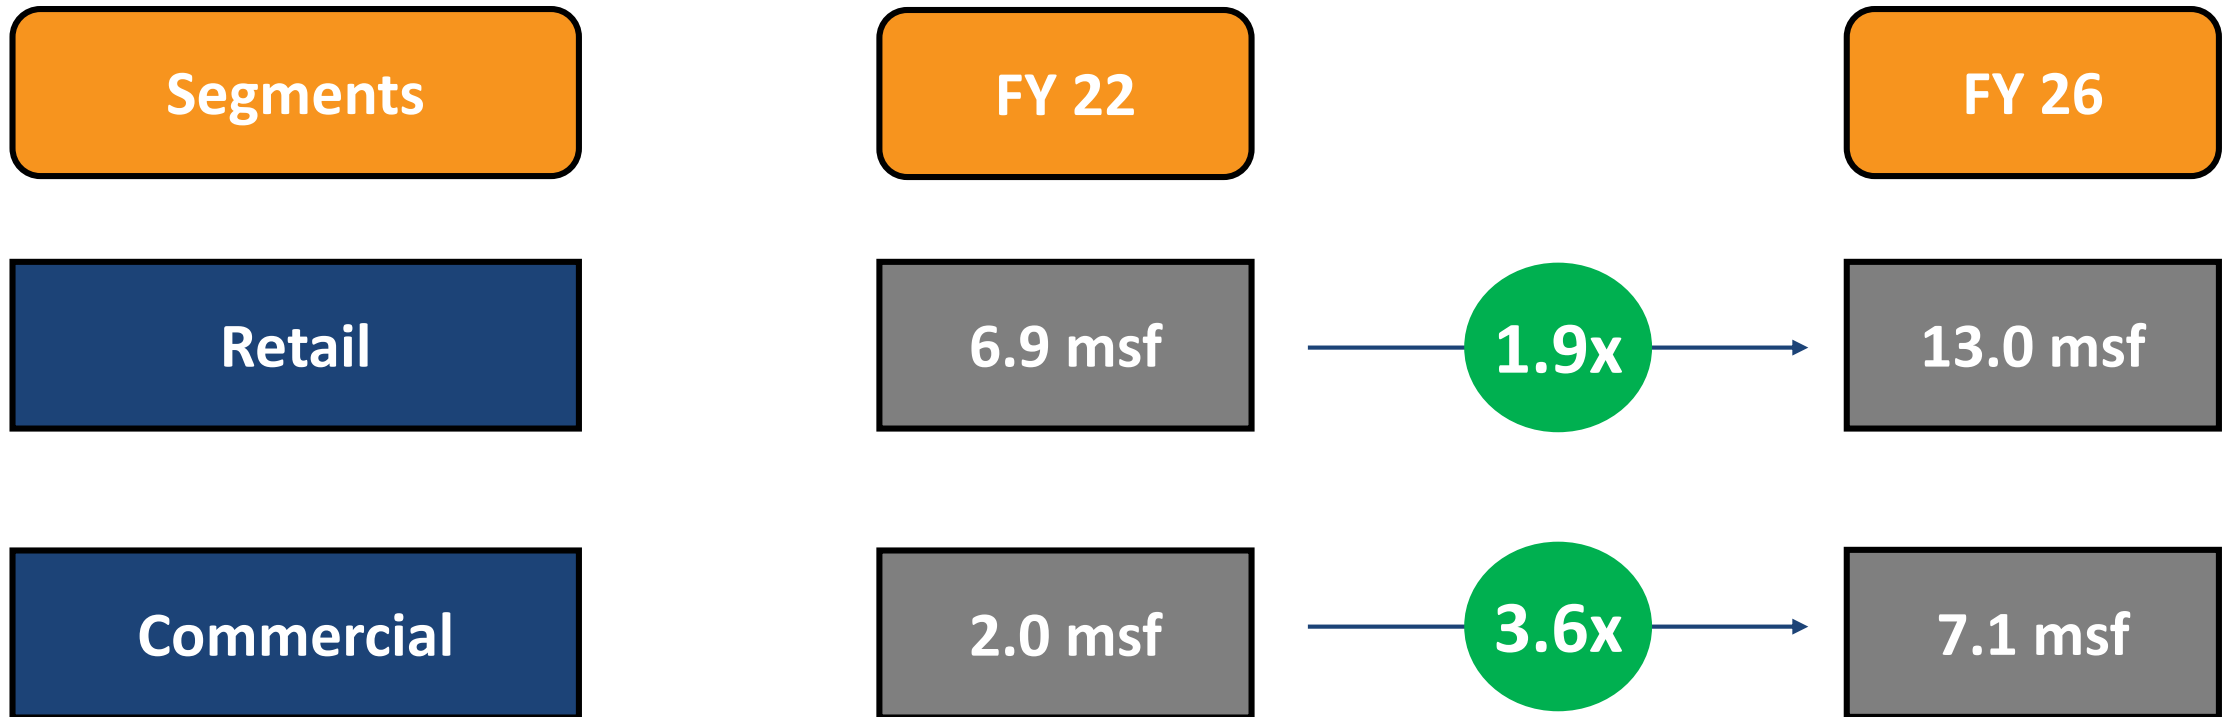 Segments
FY 22
FY 26
Retail
6.9 msf
1.9x
13.0 msf
Commercial
2.0 msf
3.6x
7.1 msf